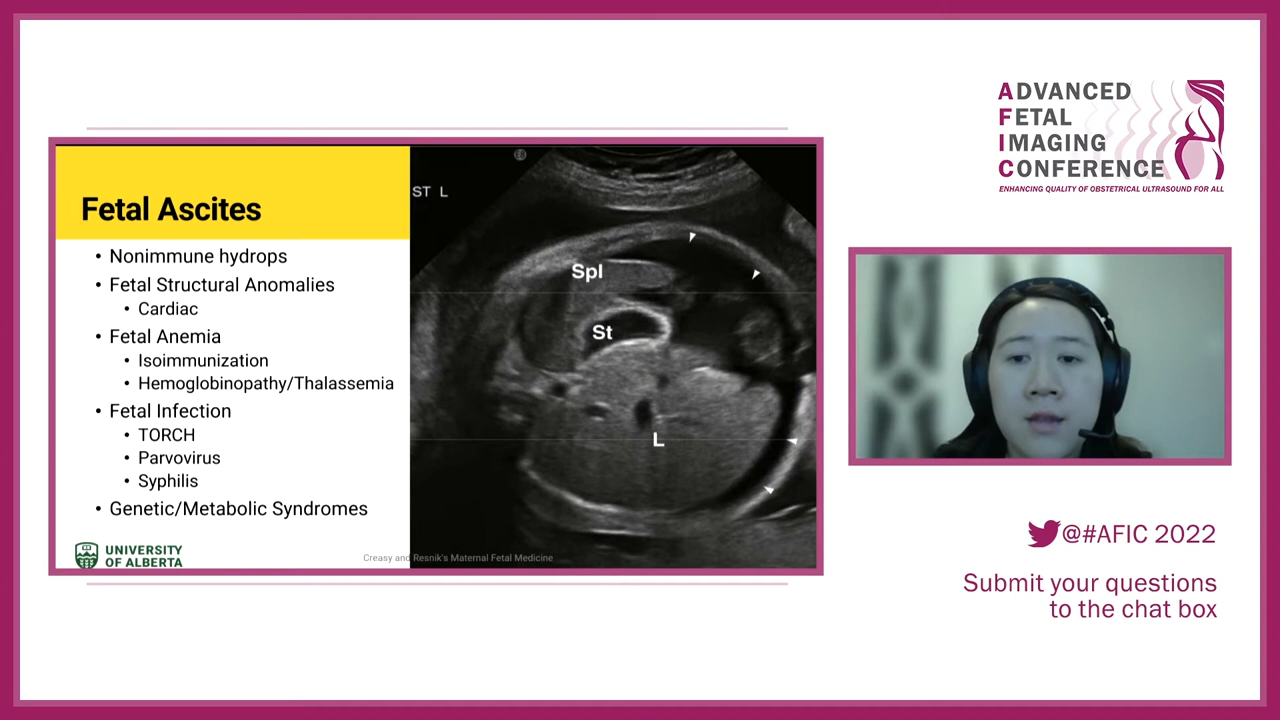 ADVANCED
FETAL
IMAGING
CONFERENCE
ENHANCING QUALITY OF OBSTETRICAL ULTRASOUND FOR ALL
Fetal Ascites
• Nonimmune hydrops
• Fetal Structural Anomalies
• Cardiac
• Fetal Anemia
• Isoimmunization
• Hemoglobinopathy/Thalassemia
• Fetal Infection
• TORCH
• Parvovirus
• Syphilis
• Genetic/Metabolic Syndromes
UNIVERSITY
OF ALBERTA
ST L
Spl
St
L
Creasy and Resnik's Maternal Fetal Medicine
@#AFIC 2022
Submit your questions
to the chat box